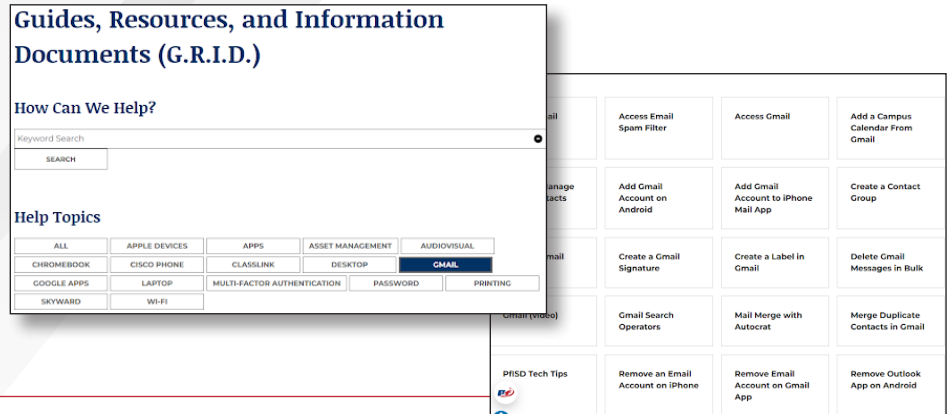 Guides, Resources, and Information
Documents (G.R.I.D.)
How Can We Help?
Keyword Search
SEARCH
Help Topics
ALL
APPLE DEVICES
APPS
ASSET MANAGEMENT
AUDIOVISUAL
CHROMEBOOK
CISCO PHONE
CLASSLINK
DESKTOP
GMAIL
GOOGLE APPS
LAPTOP
MULTI-FACTOR AUTHENTICATION
PASSWORD
PRINTING
SKYWARD
WI-FI
Access Email
Spam Filter
Access Gmail
Add a Campus
Calendar From
Gmail
Add Gmail
Account on
Android
Add Gmail
Account to iPhone
Mail App
Create a Contact
Group
Create a Gmail
Signature
Create a Label in
Gmail
Delete Gmail
Messages in Bulk
Gmail (video)
Gmail Search
Operators
Mail Merge with
Autocrat
Merge Duplicate
Contacts in Gmail
PfISD Tech Tips
Remove an Email
Account on iPhone
Remove Email
Account on Gmail
App
Remove Outlook
App on Android